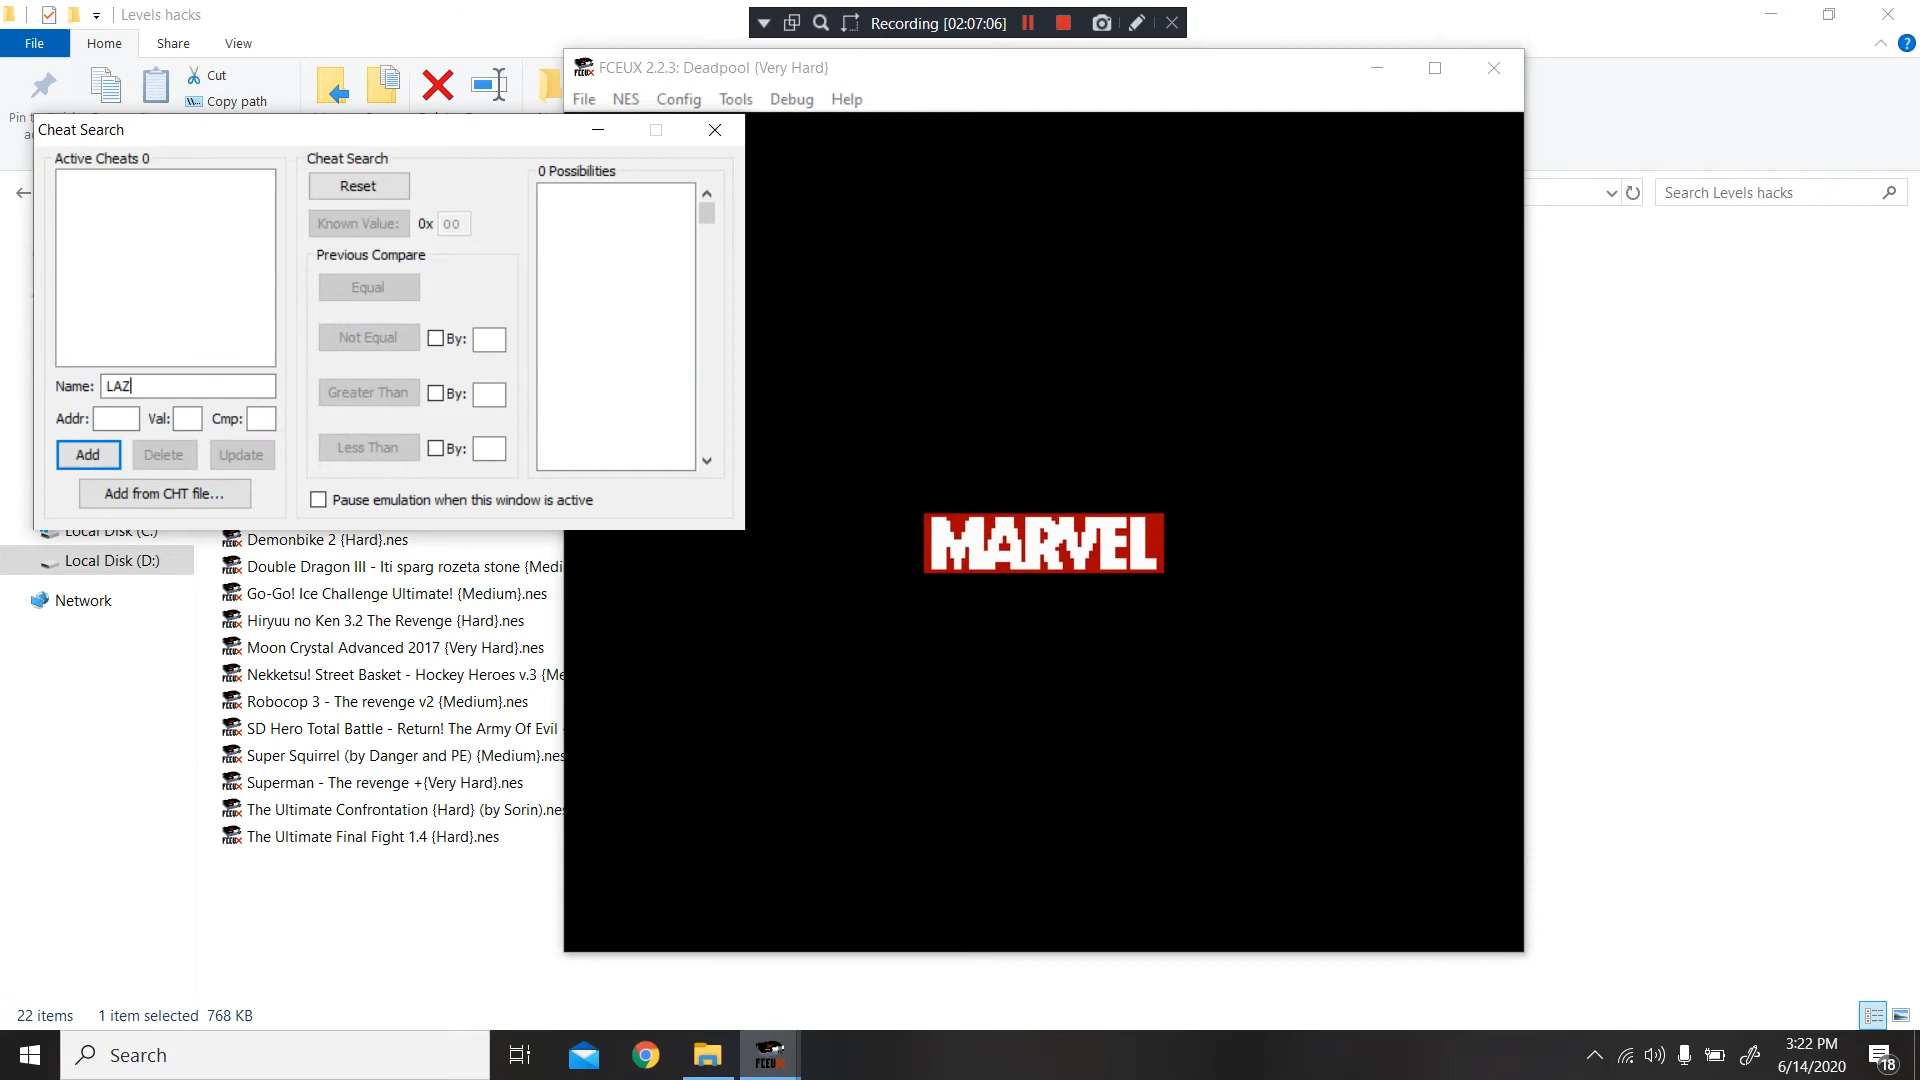 Levels hacks
Recording [02:07:06]
File
Home
Share
View
Cut
Copy path
FCEUX 2.2.3: Deadpool {Very Hard}
File NES Config Tools Debug Help
Cheat Search
Active Cheats 0
Name: LAZ
Addr: Val: Cmp:
Add Delete Update
Add from CHT file...
Cheat Search
Reset
Known Value: 0x 00
Previous Compare
Equal
Not Equal By:
Greater Than By:
Less Than By:
0 Possibilities
Pause emulation when this window is active
Search Levels hacks
MARVEL
Local Disk (C:)
Local Disk (D:)
Network
Demonbike 2 {Hard}.nes
Double Dragon III - Iti sparg rozeta stone {Medi
Go-Go! Ice Challenge Ultimate! {Medium}.nes
Hiryuu no Ken 3.2 The Revenge {Hard}.nes
Moon Crystal Advanced 2017 {Very Hard}.nes
Nekketsu! Street Basket - Hockey Heroes v.3 {Me
Robocop 3 - The revenge v2 {Medium}.nes
SD Hero Total Battle - Return! The Army Of Evil
Super Squirrel (by Danger and PE) {Medium}.nes
Superman - The revenge +{Very Hard}.nes
The Ultimate Confrontation {Hard} (by Sorin).nes
The Ultimate Final Fight 1.4 {Hard}.nes
22 items 1 item selected 768 KB
Search
FCEUX
3:22 PM
6/14/2020
18